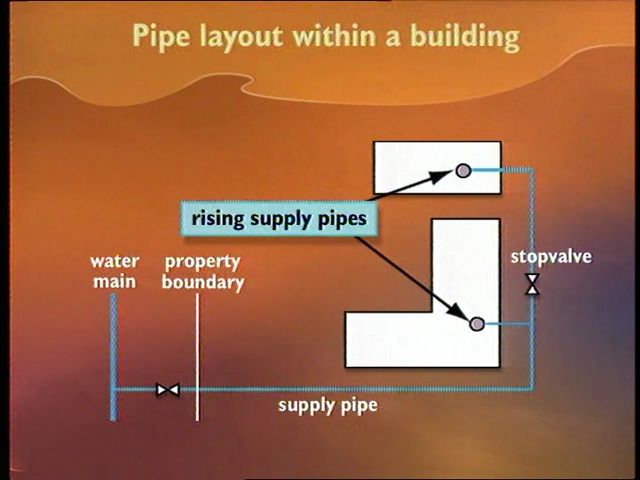 Pipe layout within a building
rising supply pipes
water
main
property
boundary
stopvalve
supply pipe